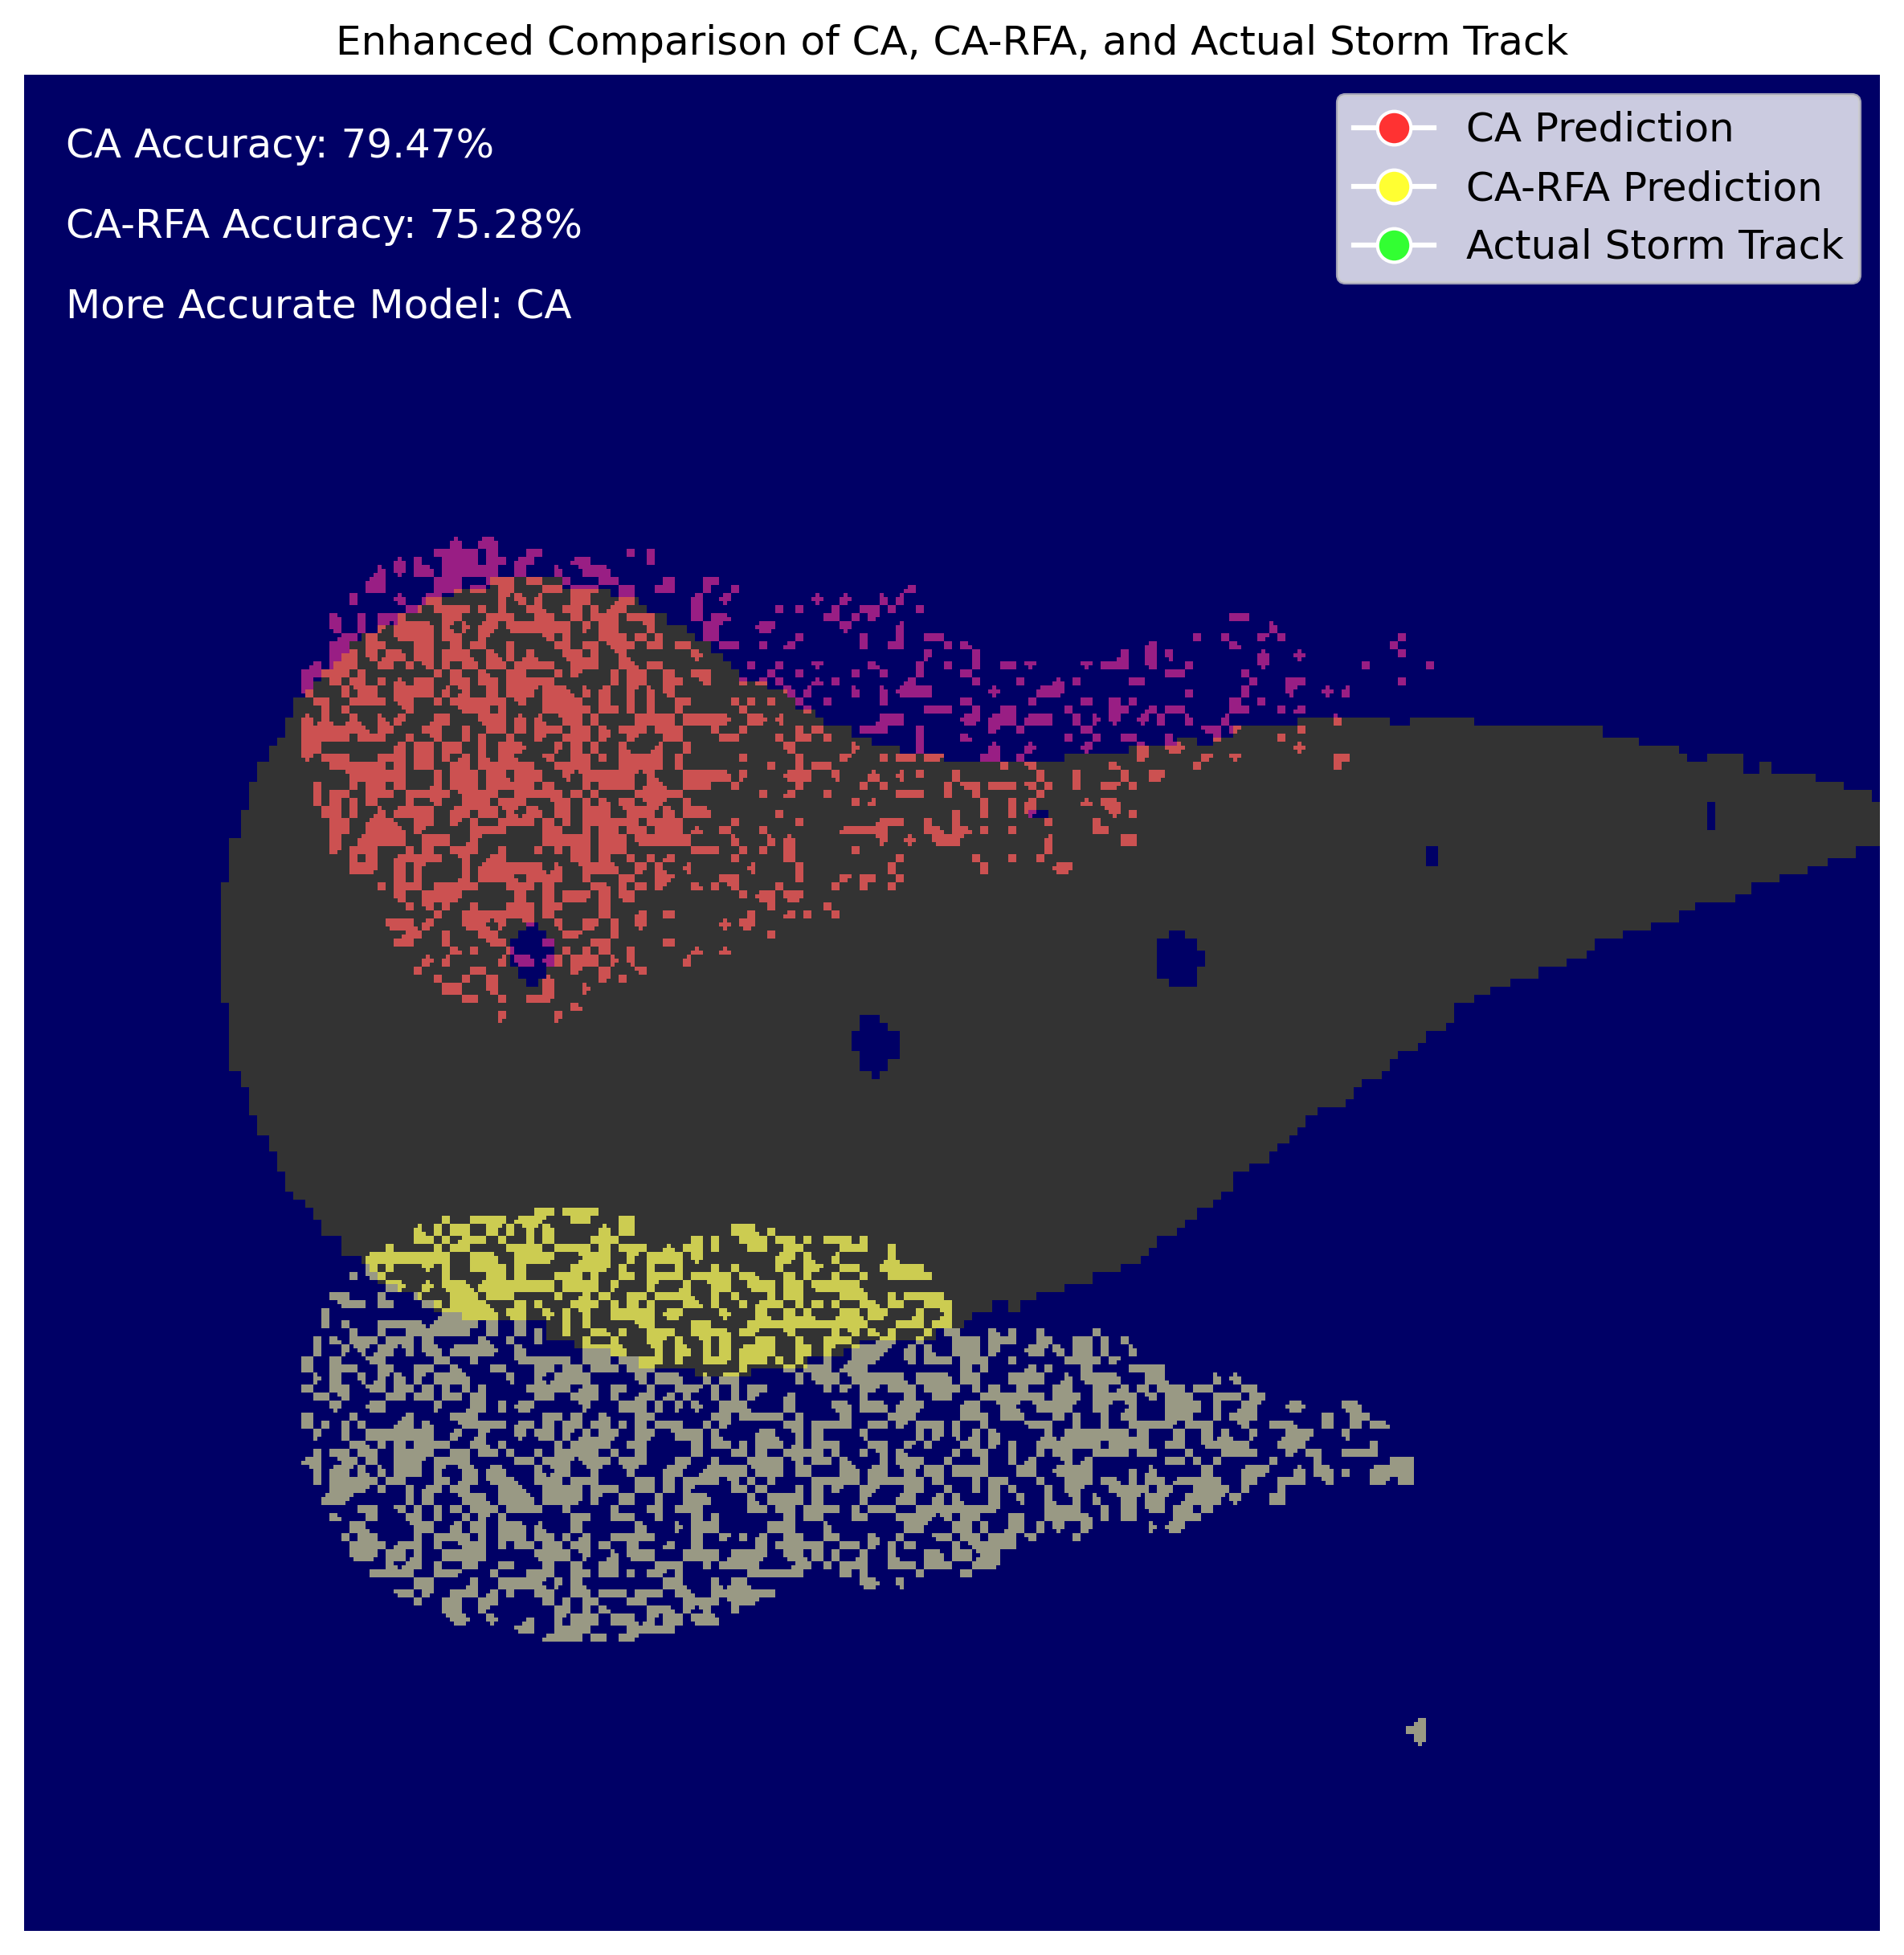 Enhanced Comparison of CA, CA-RFA, and Actual Storm Track
CA Accuracy: 79.47%
CA-RFA Accuracy: 75.28%
More Accurate Model: CA
CA Prediction
CA-RFA Prediction
Actual Storm Track